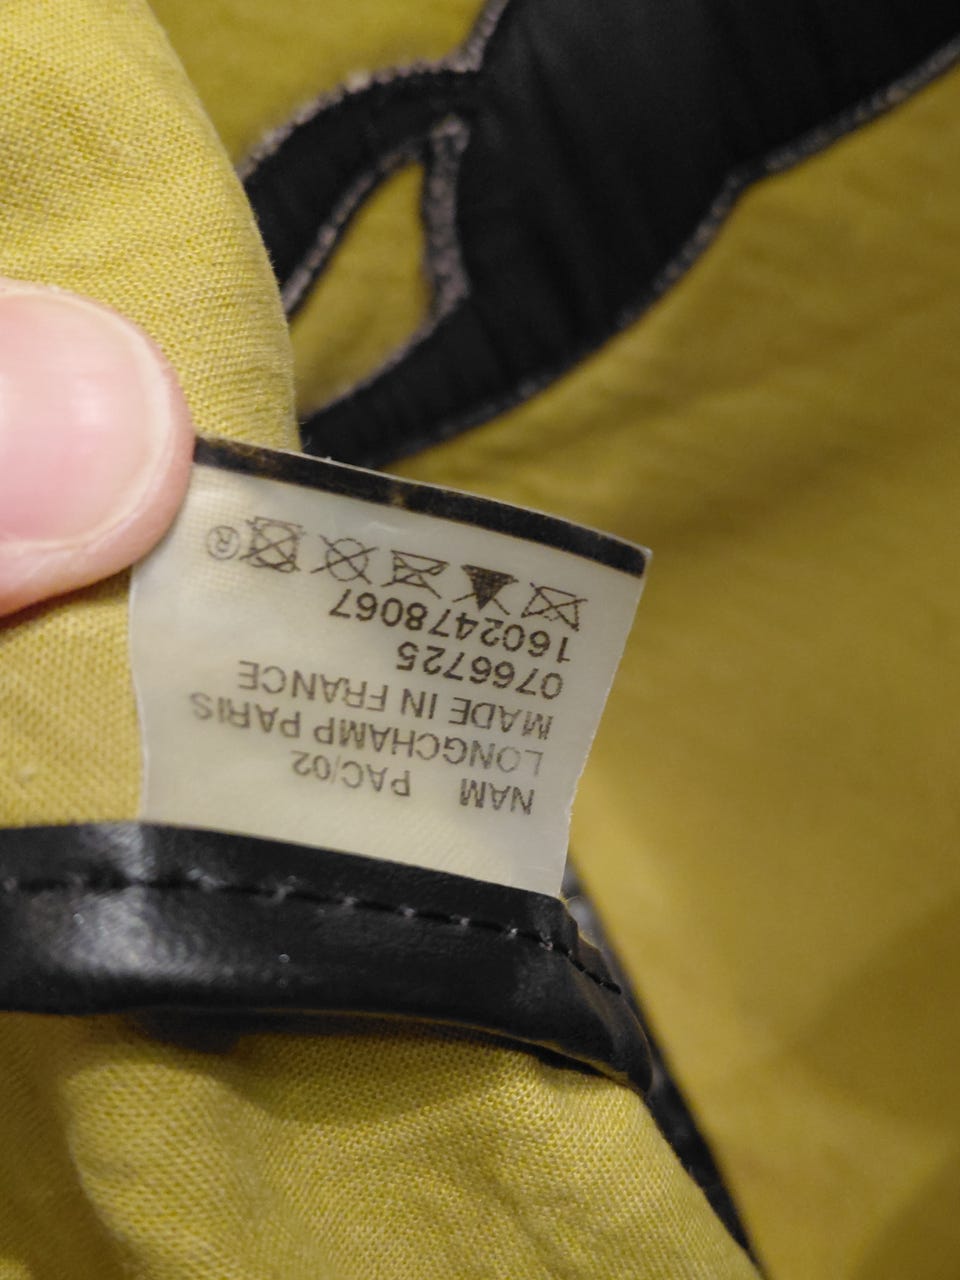 NAM PAC/02
LONGCHAMP PARIS
MADE IN FRANCE
0766725
1602478067
®